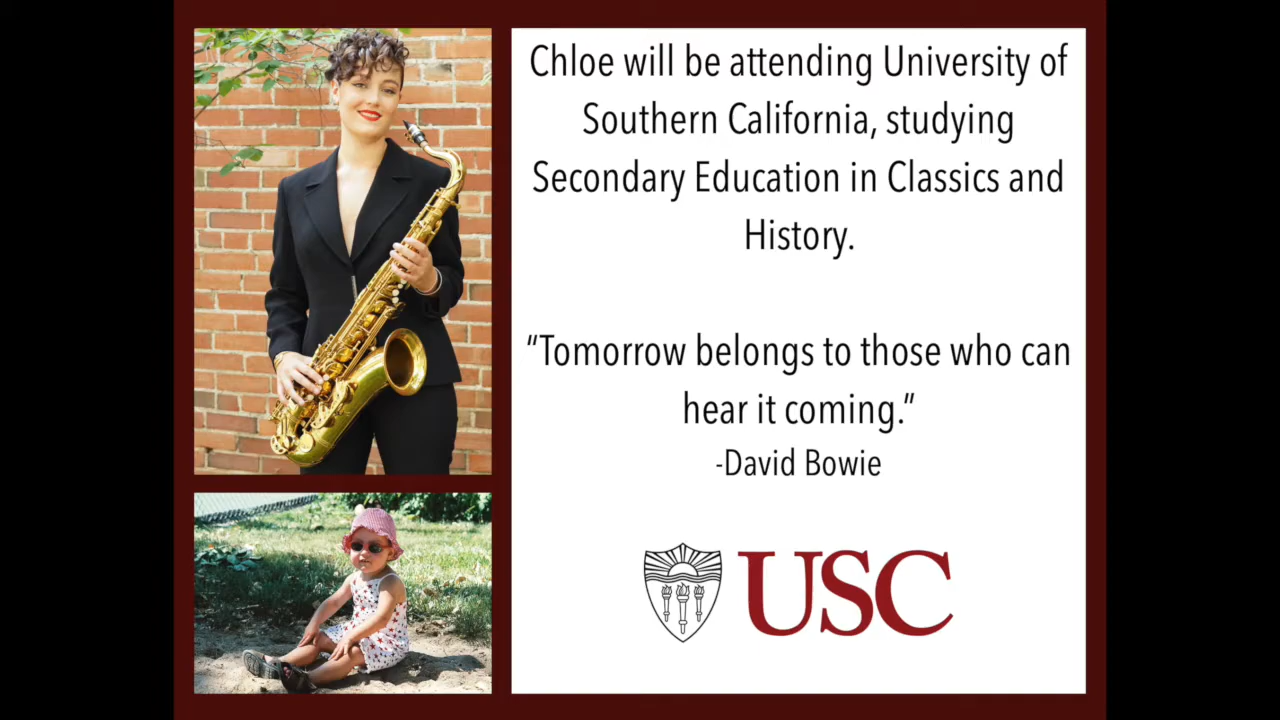 Chloe will be attending University of
Southern California, studying
Secondary Education in Classics and
History.
"Tomorrow belongs to those who can
hear it coming."
-David Bowie
USC